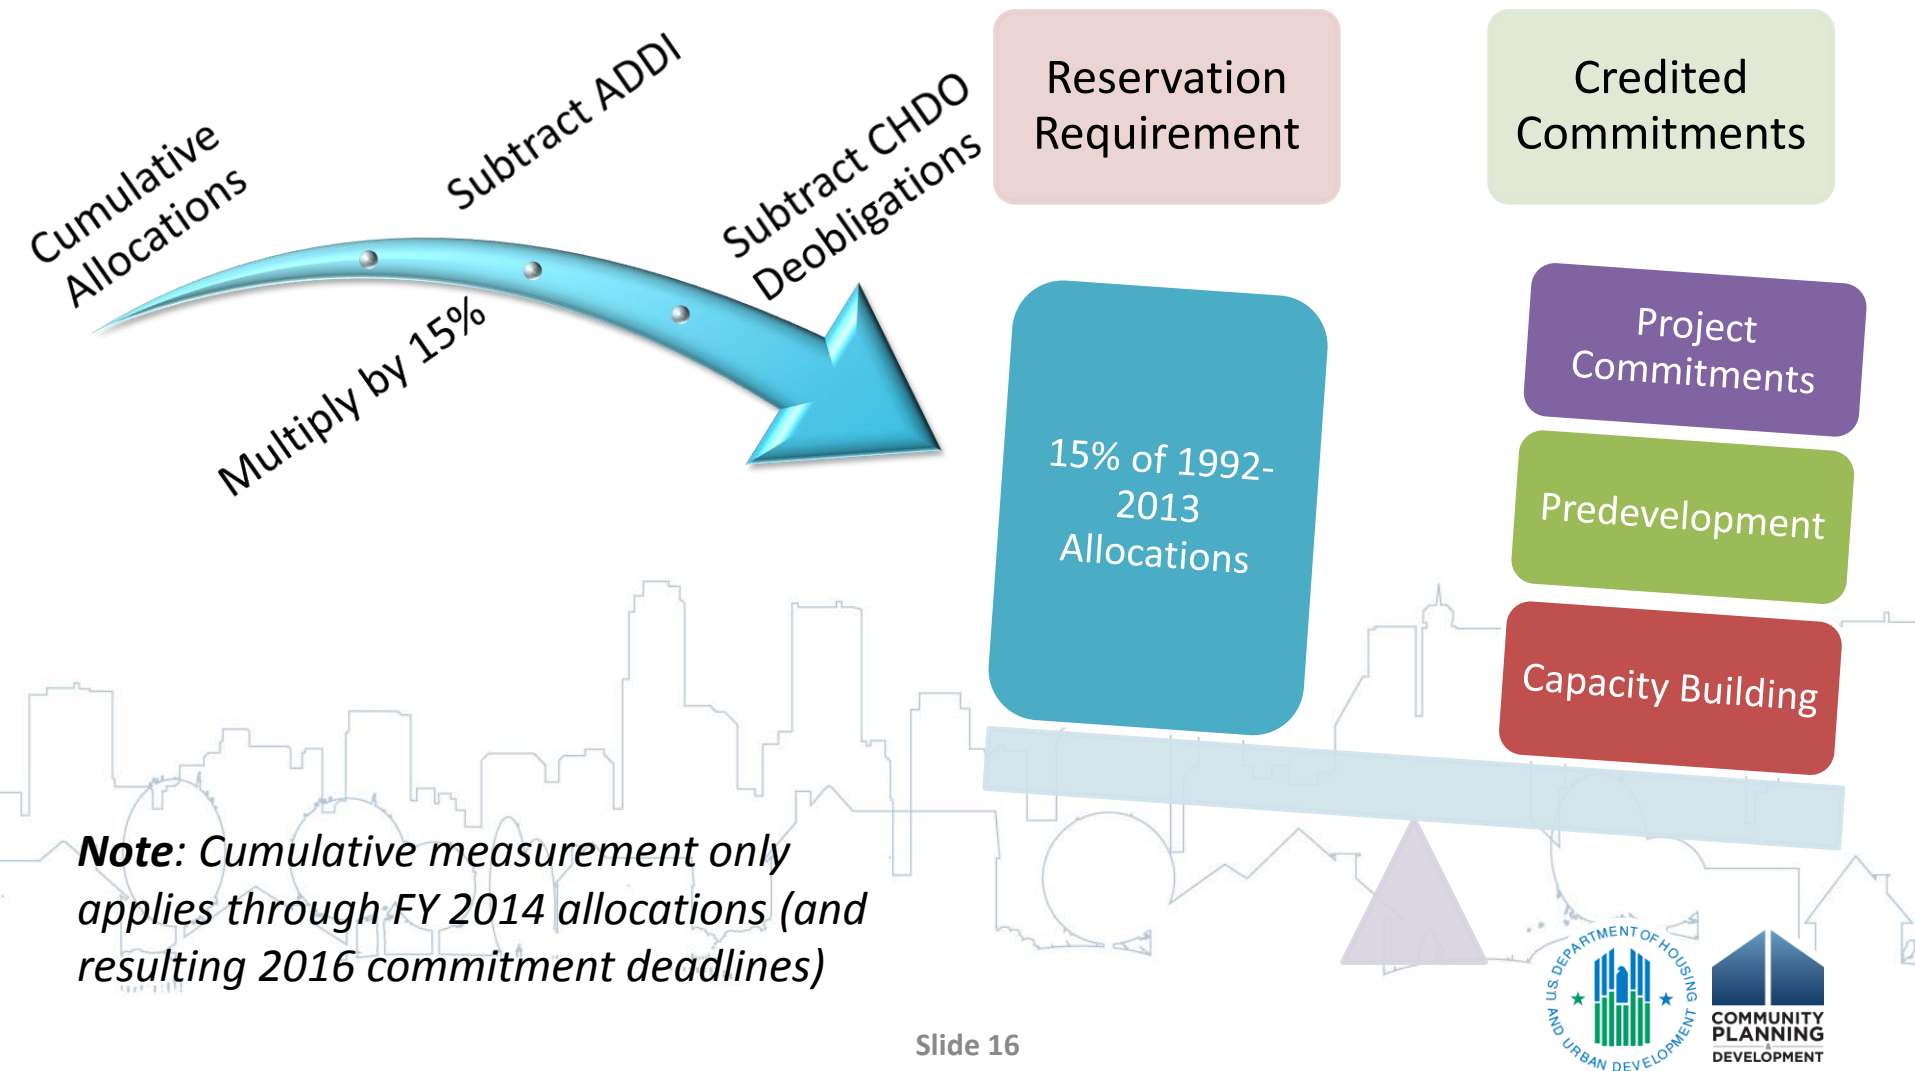 Cumulative
Allocations
Multiply by 15%
Subtract ADDI
Subtract CHDO
Deobligations
Reservation
Requirement
Credited
Commitments
15% of 1992-
2013
Allocations
Project
Commitments
Predevelopment
Capacity Building
Note: Cumulative measurement only
applies through FY 2014 allocations (and
resulting 2016 commitment deadlines)
Slide 16
U.S. DEPARTMENT OF HOUSING
AND URBAN DEVELOPMENT
COMMUNITY
PLANNING
&
DEVELOPMENT